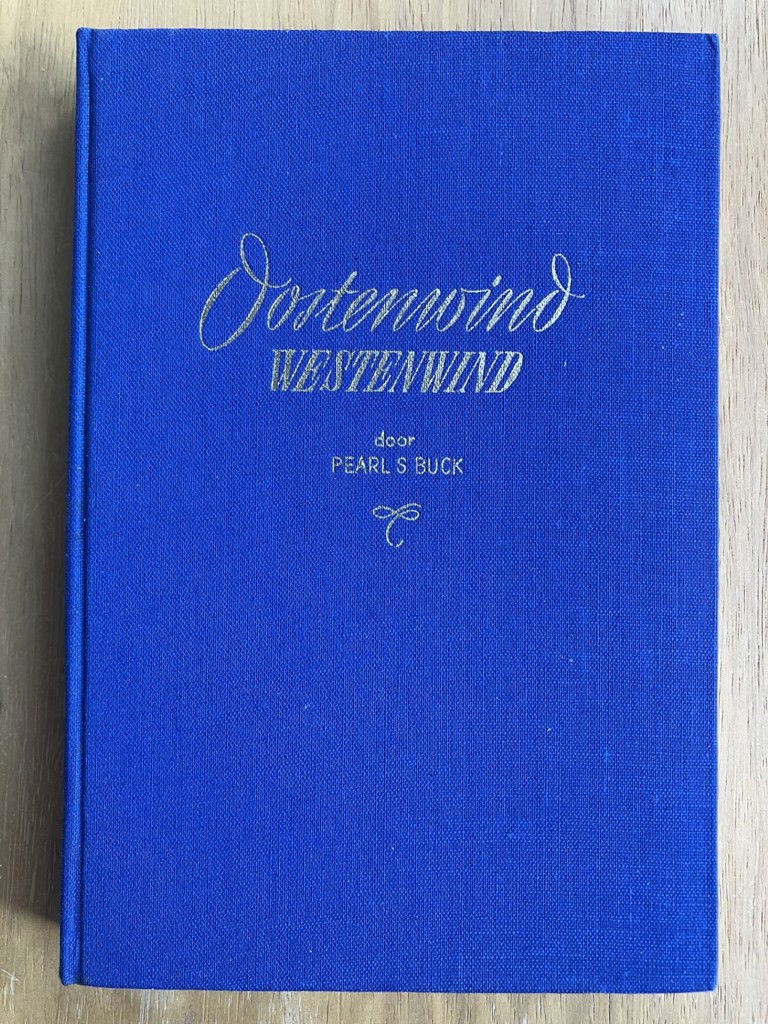 Oostenwind
WESTENWIND
door
PEARL S BUCK